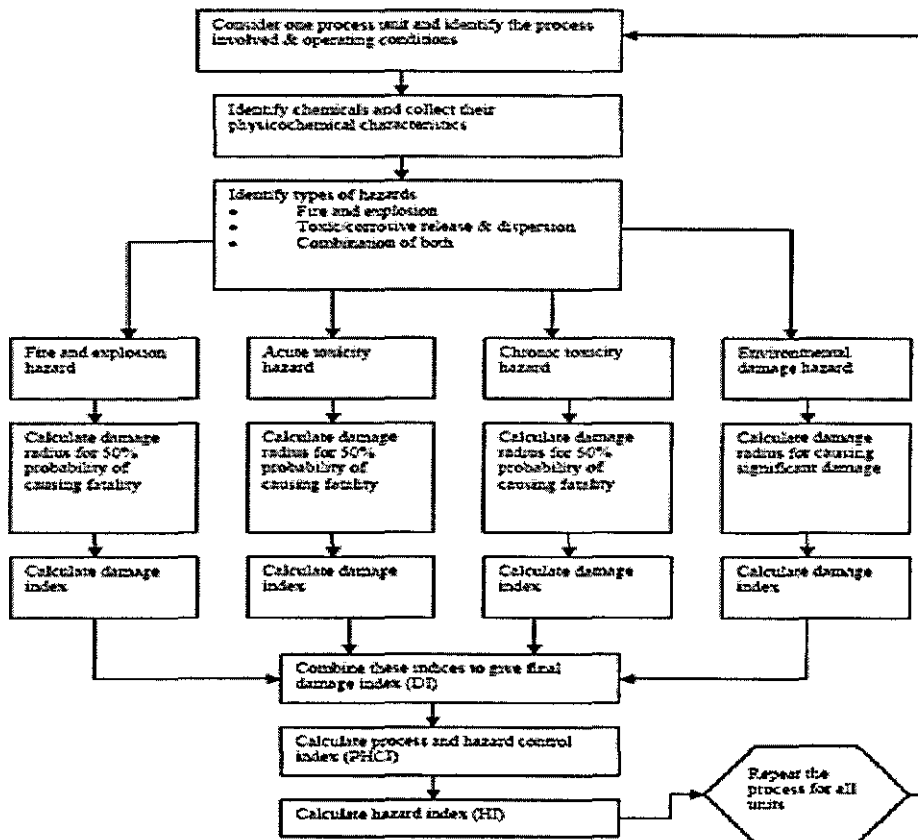 Consider one process unit and identify the process
involved & operating conditions
Identify chemicals and collect their
physicochemical characteristics
Identify types of hazards
• Fire and explosion
• Toxic/corrosive release & dispersion
• Combination of both
Fire and explosion
hazard
Acute toxicity
hazard
Chronic toxicity
hazard
Environmental
damage hazard
Calculate damage
radius for 50%
probability of
causing fatality
Calculate damage
radius for 50%
probability of
causing fatality
Calculate damage
radius for 50%
probability of
causing fatality
Calculate damage
radius for causing
significant damage
Calculate damage
index
Calculate damage
index
Calculate damage
index
Calculate damage
index
Combine these indices to give final
damage index (DI)
Calculate process and hazard control
index (PHCI)
Calculate hazard index (HI)
Repeat the
process for all
units